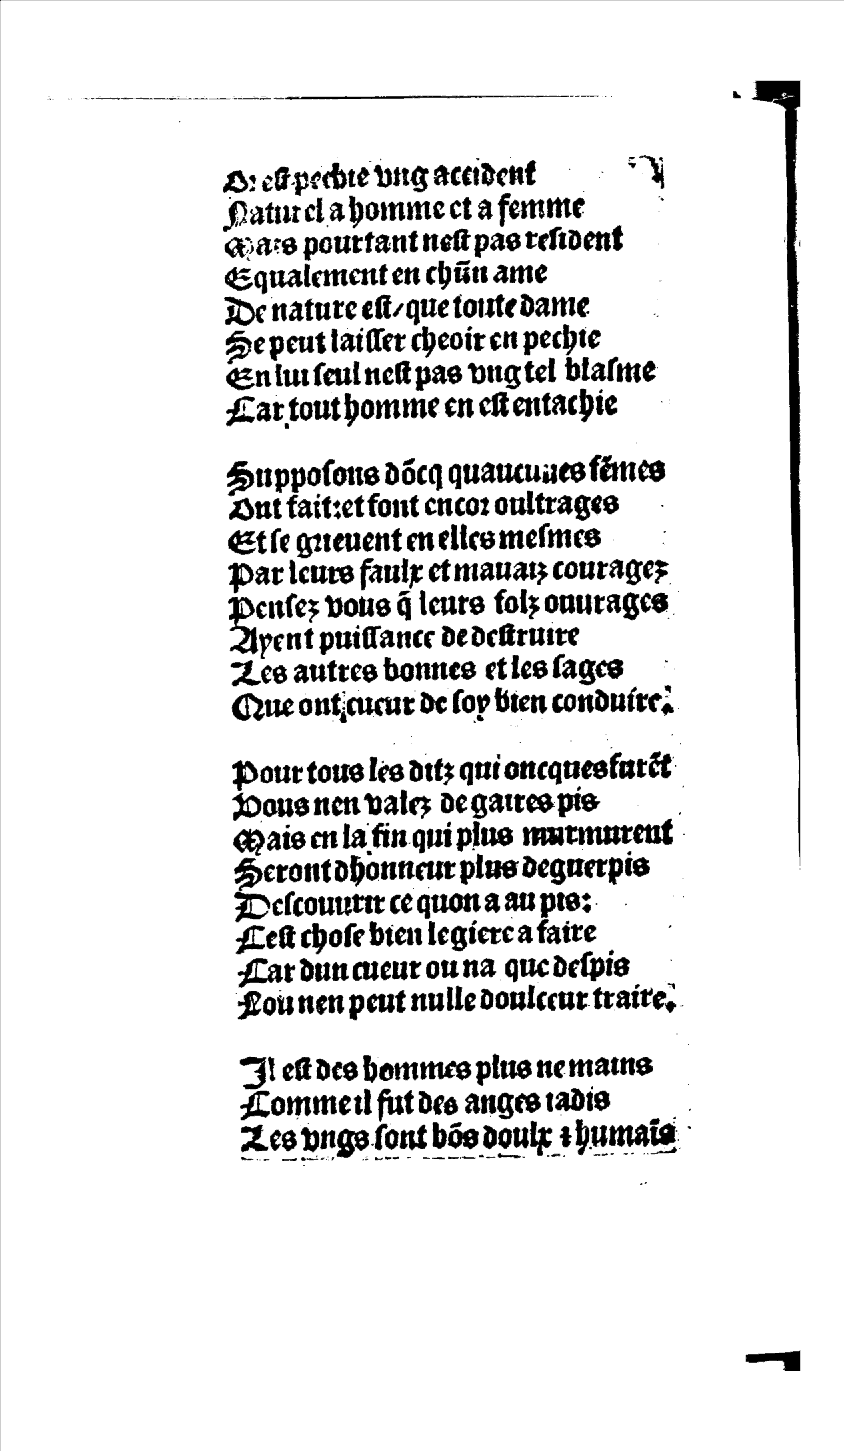 Or est pechie vng accident
Naturel a homme et a femme
Mais pourtant nest pas resident
Equalement en chũn ame
De nature est/ que toute dame
Se peut laisser cheoir en pechie
En lui seul nest pas vng tel blasme
Car tout homme en est entachie
Supposons dõcq quaucunes fẽmes
Ont fait: et font encor oultrages
Et se grieuent en elles mesmes
Par leurs faulx et mauaiz couragez
Pensez vous q̃ leurs folz ouurages
Ayent puissance de destruire
Les autres bonnes et les sages
Que ont cueur de soy bien conduire.
Pour tous les ditz qui oncques furẽt
Vous nen valez de gaires pis
Mais en la fin qui plus murmurent
Seront dhonneur plus deguerpis
Descouurir ce quon a au pis:
Cest chose bien legiere a faire
Car dun cueur ou na que despis
Lou nen peut nulle doulceur traire.
Il est des hommes plus ne mains
Comme il fut des anges iadis
Les vngs sont bõs doulx ⁊ humaĩs